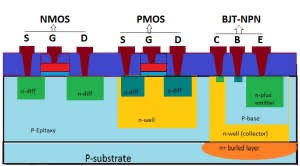 NMOS PMOS BJT-NPN
S G D S G D C B E
n-diff n-diff p-diff p-diff n-plus
emitter
n-well P-base
P-Epitaxy n-well (collector)
n+ buried layer
P-substrate